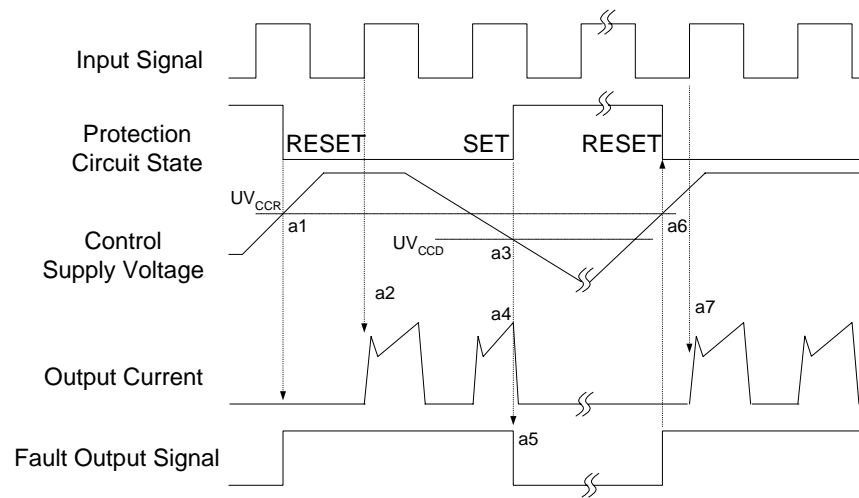 Input Signal
Protection
Circuit State
RESET SET RESET
UVCCR
a1 a6
Control
Supply Voltage
UVCCD a3
a2 a4 a7
Output Current
a5
Fault Output Signal